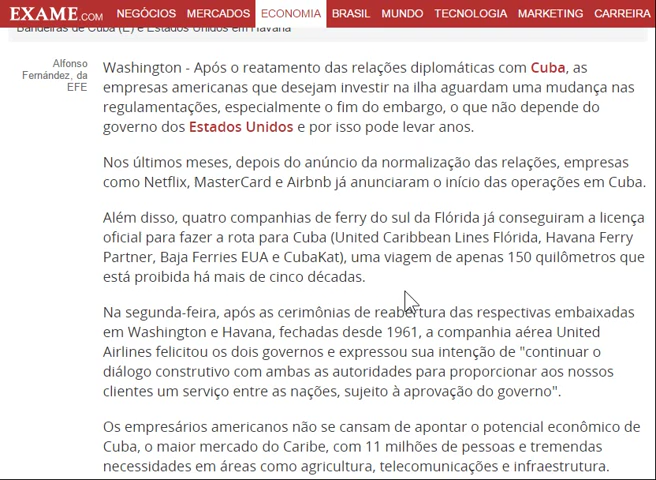 EXAME.COM NEGÓCIOS MERCADOS ECONOMIA BRASIL MUNDO TECNOLOGIA MARKETING CARREIRA
Bandeiras de Cuba (E) e Estados Unidos em Havana
Alfonso
Fernández, da
EFE
Washington - Após o reatamento das relações diplomáticas com Cuba, as
empresas americanas que desejam investir na ilha aguardam uma mudança nas
regulamentações, especialmente o fim do embargo, o que não depende do
governo dos Estados Unidos e por isso pode levar anos.
Nos últimos meses, depois do anúncio da normalização das relações, empresas
como Netflix, MasterCard e Airbnb já anunciaram o início das operações em Cuba.
Além disso, quatro companhias de ferry do sul da Flórida já conseguiram a licença
oficial para fazer a rota para Cuba (United Caribbean Lines Flórida, Havana Ferry
Partner, Baja Ferries EUA e CubaKat), uma viagem de apenas 150 quilômetros que
está proibida há mais de cinco décadas.
Na segunda-feira, após as cerimônias de reabertura das respectivas embaixadas
em Washington e Havana, fechadas desde 1961, a companhia aérea United
Airlines felicitou os dois governos e expressou sua intenção de "continuar o
diálogo construtivo com ambas as autoridades para proporcionar aos nossos
clientes um serviço entre as nações, sujeito à aprovação do governo".
Os empresários americanos não se cansam de apontar o potencial econômico de
Cuba, o maior mercado do Caribe, com 11 milhões de pessoas e tremendas
necessidades em áreas como agricultura, telecomunicações e infraestrutura.